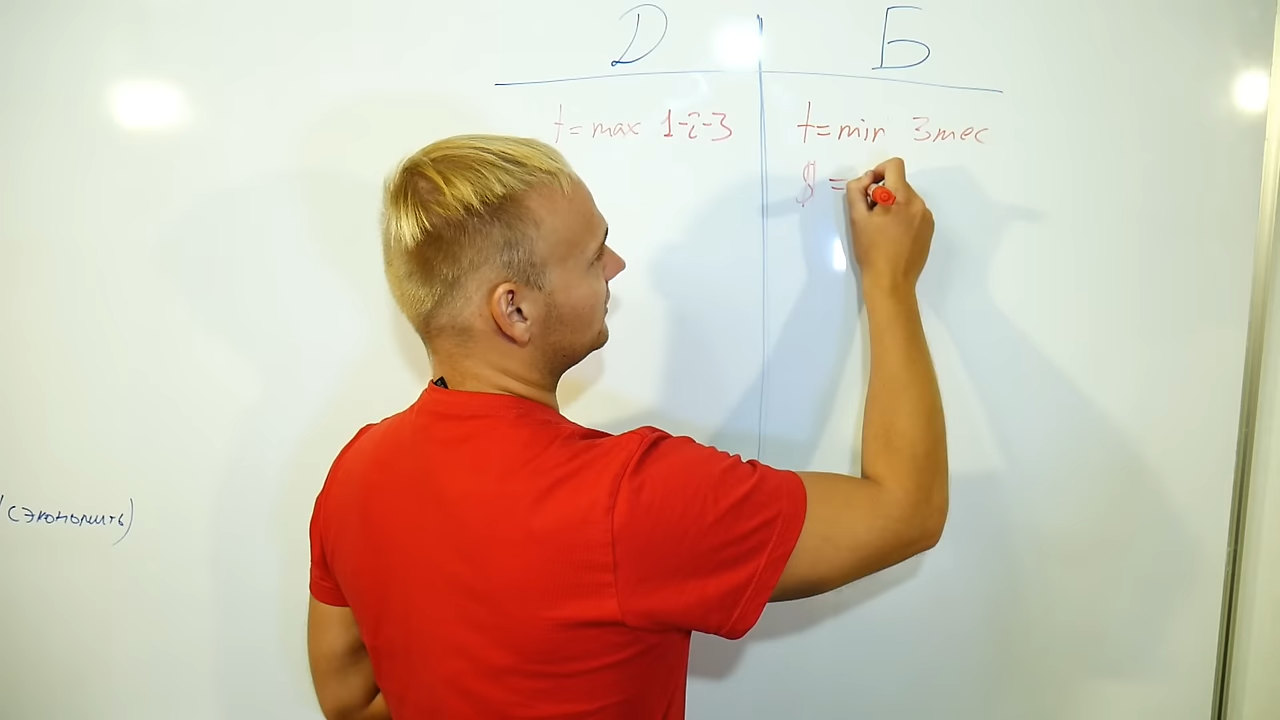 Д Б
t=max 1-2-3 t=min 3мес
$ =
(экономить)